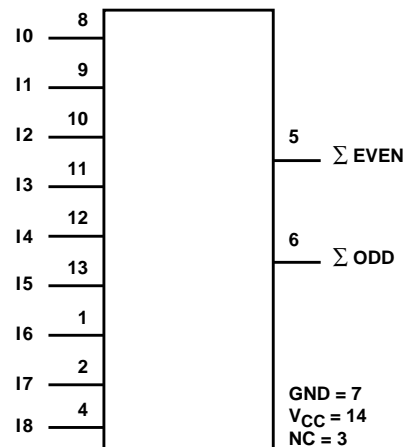 I0 8
I1 9
I2 10
I3 11
I4 12
I5 13
I6 1
I7 2
I8 4
5 Σ EVEN
6 Σ ODD
GND = 7
VCC = 14
NC = 3